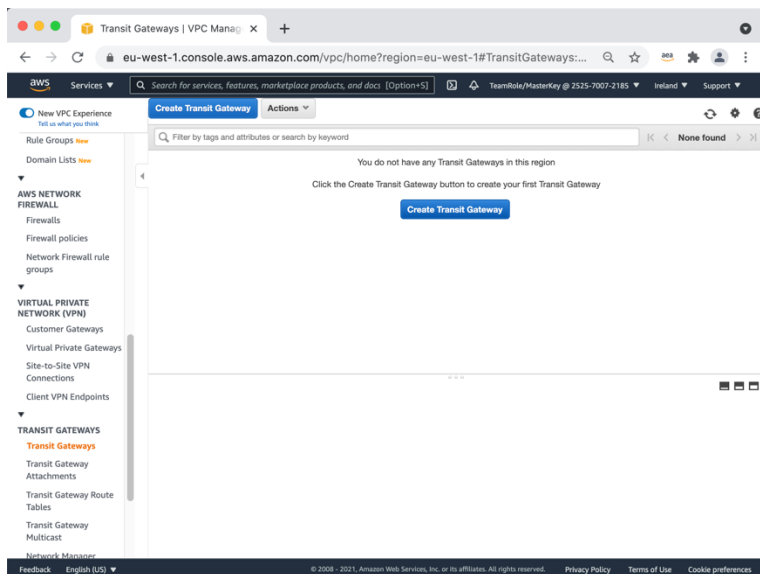 Transit Gateways | VPC Manag
eu-west-1.console.aws.amazon.com/vpc/home?region=eu-west-1#TransitGateways:...
aea
aws
Services
Search for services, features, marketplace products, and docs [Option+S]
TeamRole/MasterKey @ 2525-7007-2185
Ireland
Support
New VPC Experience
Tell us what you think
Create Transit Gateway
Actions
Filter by tags and attributes or search by keyword
None found
You do not have any Transit Gateways in this region
Click the Create Transit Gateway button to create your first Transit Gateway
Create Transit Gateway
Rule Groups New
Domain Lists New
AWS NETWORK
FIREWALL
Firewalls
Firewall policies
Network Firewall rule
groups
VIRTUAL PRIVATE
NETWORK (VPN)
Customer Gateways
Virtual Private Gateways
Site-to-Site VPN
Connections
Client VPN Endpoints
TRANSIT GATEWAYS
Transit Gateways
Transit Gateway
Attachments
Transit Gateway Route
Tables
Transit Gateway
Multicast
Network Manager
Feedback
English (US)
© 2008 - 2021, Amazon Web Services, Inc. or its affiliates. All rights reserved.
Privacy Policy
Terms of Use
Cookie preferences